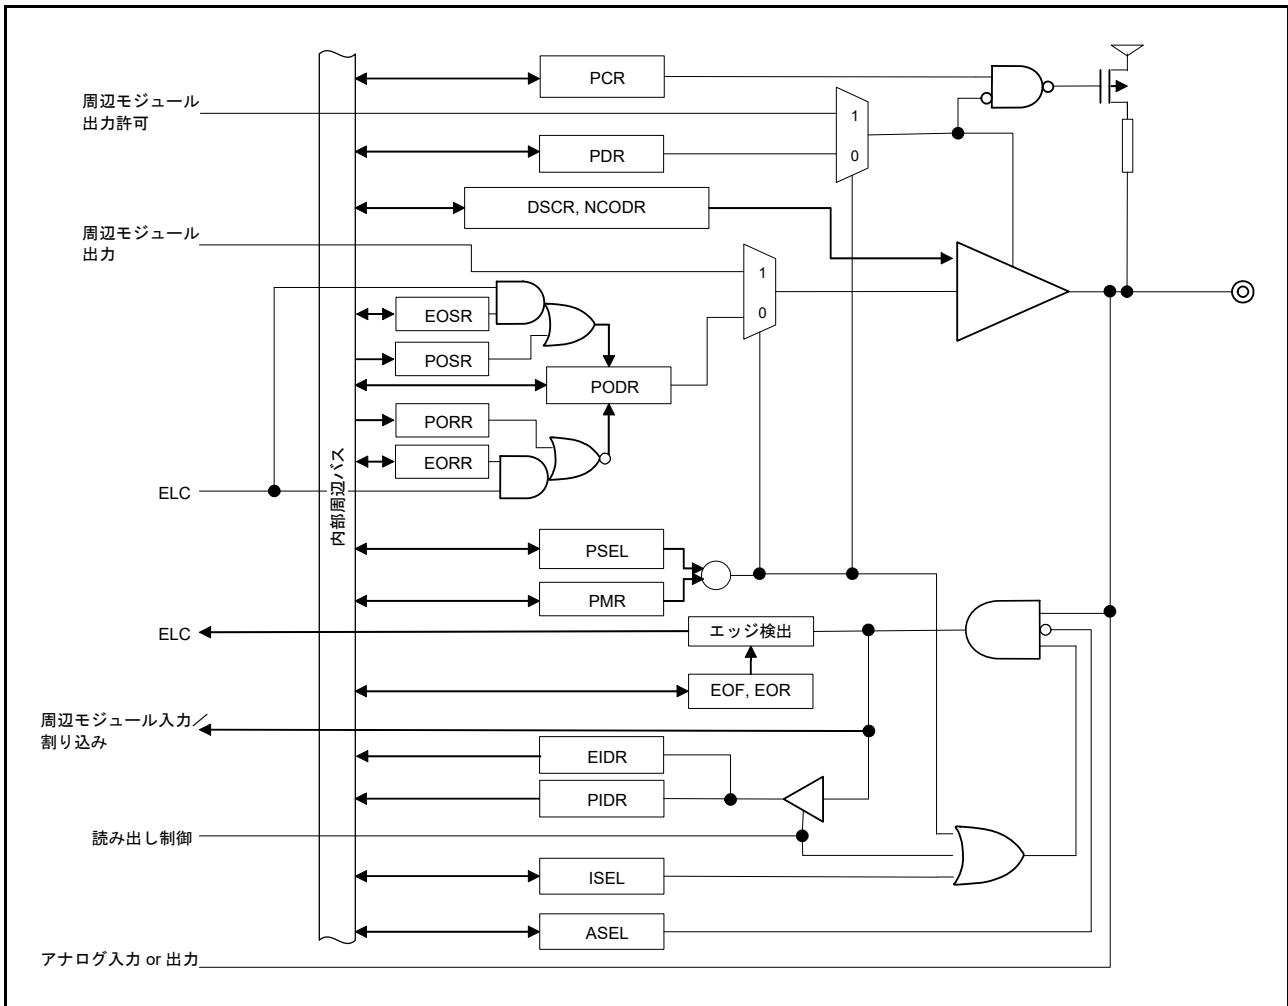 PCR
周辺モジュール
出力許可
1
PDR
0
DSCR, NCODR
周辺モジュール
出力
1
EOSR
0
POSR
PODR
PORR
EORR
ELC
内部周辺バス
PSEL
PMR
ELC
エッジ検出
EOF, EOR
周辺モジュール入力/
割り込み
EIDR
PIDR
読み出し制御
ISEL
ASEL
アナログ入力 or 出力